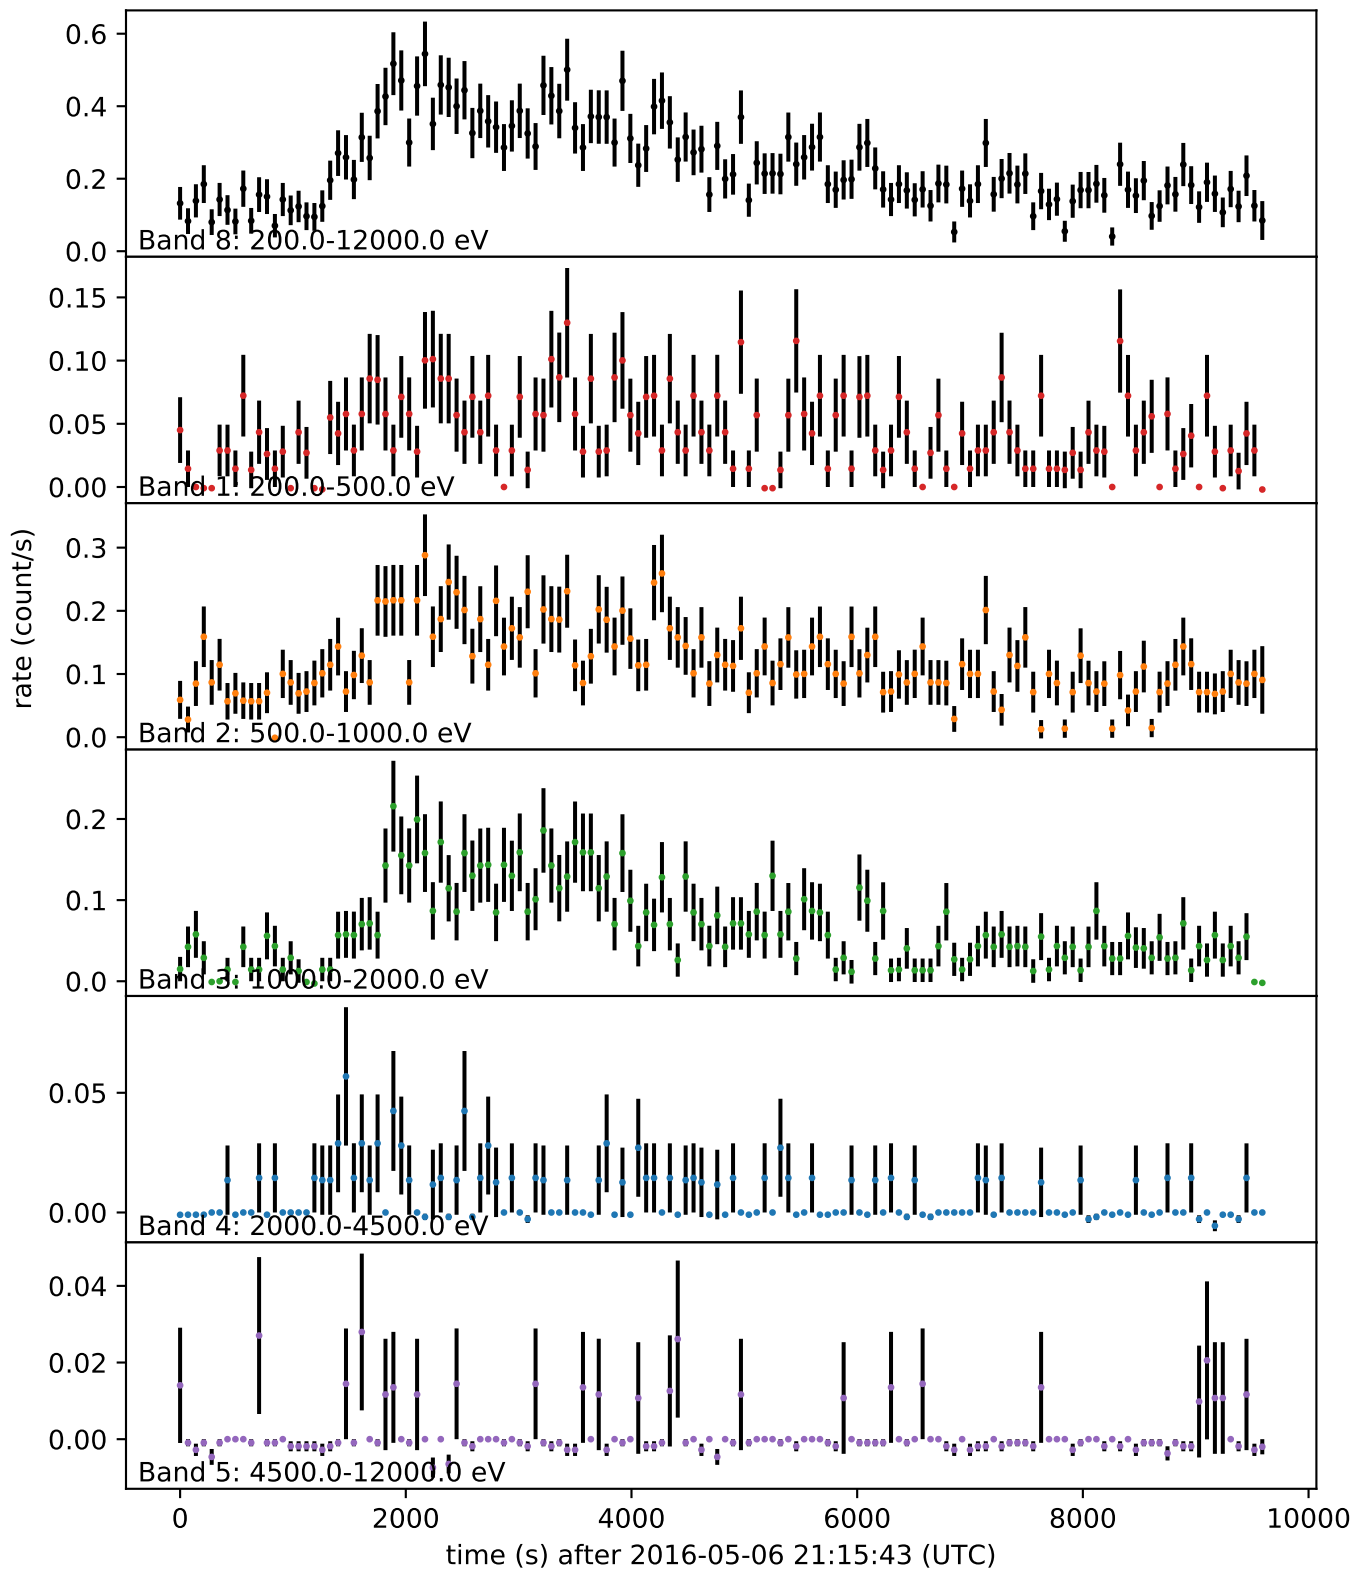 0.6
0.4
0.2
0.0
Band 8: 200.0-12000.0 eV
0.15
0.10
0.05
0.00
Band 1: 200.0-500.0 eV
rate (count/s)
0.3
0.2
0.1
0.0
Band 2: 500.0-1000.0 eV
0.2
0.1
0.0
Band 3: 1000.0-2000.0 eV
0.05
0.00
Band 4: 2000.0-4500.0 eV
0.04
0.02
0.00
Band 5: 4500.0-12000.0 eV
0 2000 4000 6000 8000 10000
time (s) after 2016-05-06 21:15:43 (UTC)